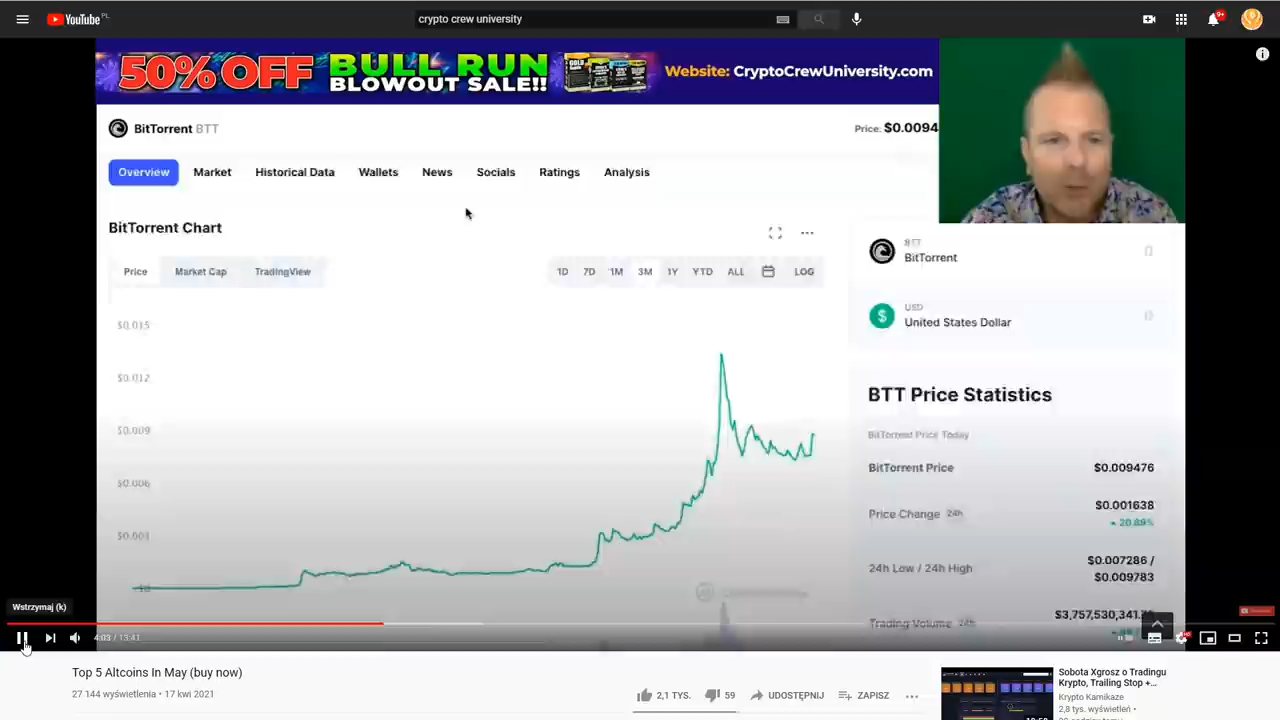 YouTube PL
crypto crew university
9+
50% OFF BULL RUN BLOWOUT SALE!!
Website: CryptoCrewUniversity.com
BitTorrent BTT
Price: $0.0094
Overview Market Historical Data Wallets News Socials Ratings Analysis
BitTorrent Chart
Price Market Cap TradingView
1D 7D 1M 3M 1Y YTD ALL LOG
$0.015
$0.012
$0.009
$0.006
BTT
BitTorrent
USD
United States Dollar
BTT Price Statistics
BitTorrent Price Today
BitTorrent Price $0.009476
Price Change 24h $0.001638
20.89%
24h Low / 24h High $0.007286 /
$0.009783
Trading Volume 24h
Wstrzymaj (k)
4:03 / 13:41
Top 5 Altcoins In May (buy now)
27 144 wyświetlenia • 17 kwi 2021
2,1 TYS. 59 UDOSTĘPNIJ ZAPISZ
Sobota Xgrosz o Tradingu
Krypto, Trailing Stop +...
Krypto Kamikaze
2,8 tys. wyświetleń •